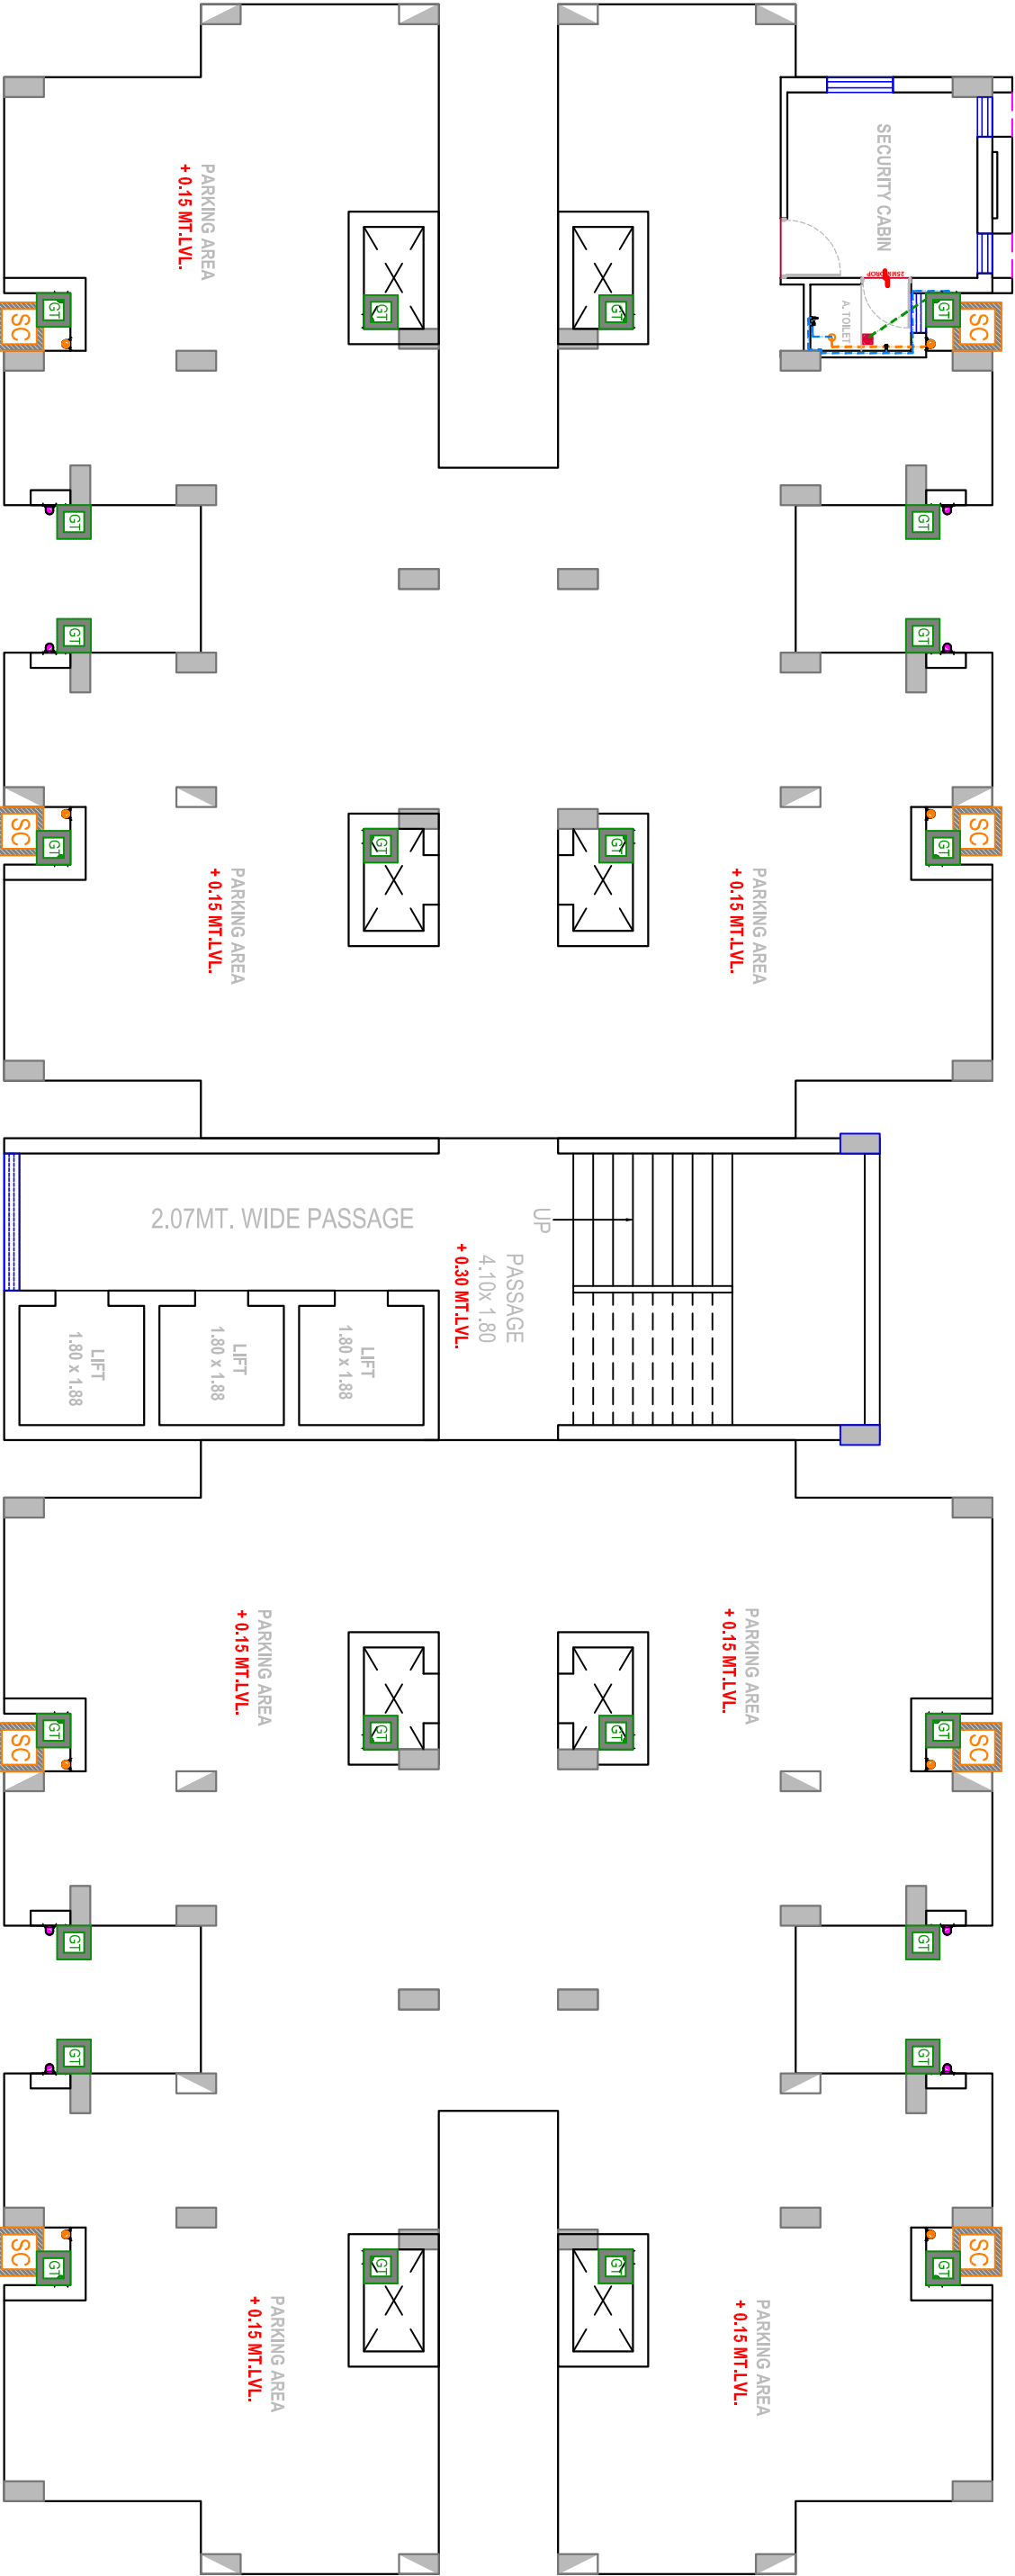 SECURITY CABIN
PARKING AREA
+ 0.15 MT.LVL.
A. TOILET
SC
GT
GT
GT
GT
SC
GT
GT
GT
GT
SC
GT
GT
GT
GT
SC
PARKING AREA
+ 0.15 MT.LVL.
PARKING AREA
+ 0.15 MT.LVL.
2.07MT. WIDE PASSAGE
UP
PASSAGE
4.10x 1.80
+ 0.30 MT.LVL.
LIFT
1.80 x 1.88
LIFT
1.80 x 1.88
LIFT
1.80 x 1.88
PARKING AREA
+ 0.15 MT.LVL.
PARKING AREA
+ 0.15 MT.LVL.
SC
GT
GT
GT
GT
SC
GT
GT
GT
GT
SC
GT
GT
GT
GT
SC
PARKING AREA
+ 0.15 MT.LVL.
PARKING AREA
+ 0.15 MT.LVL.